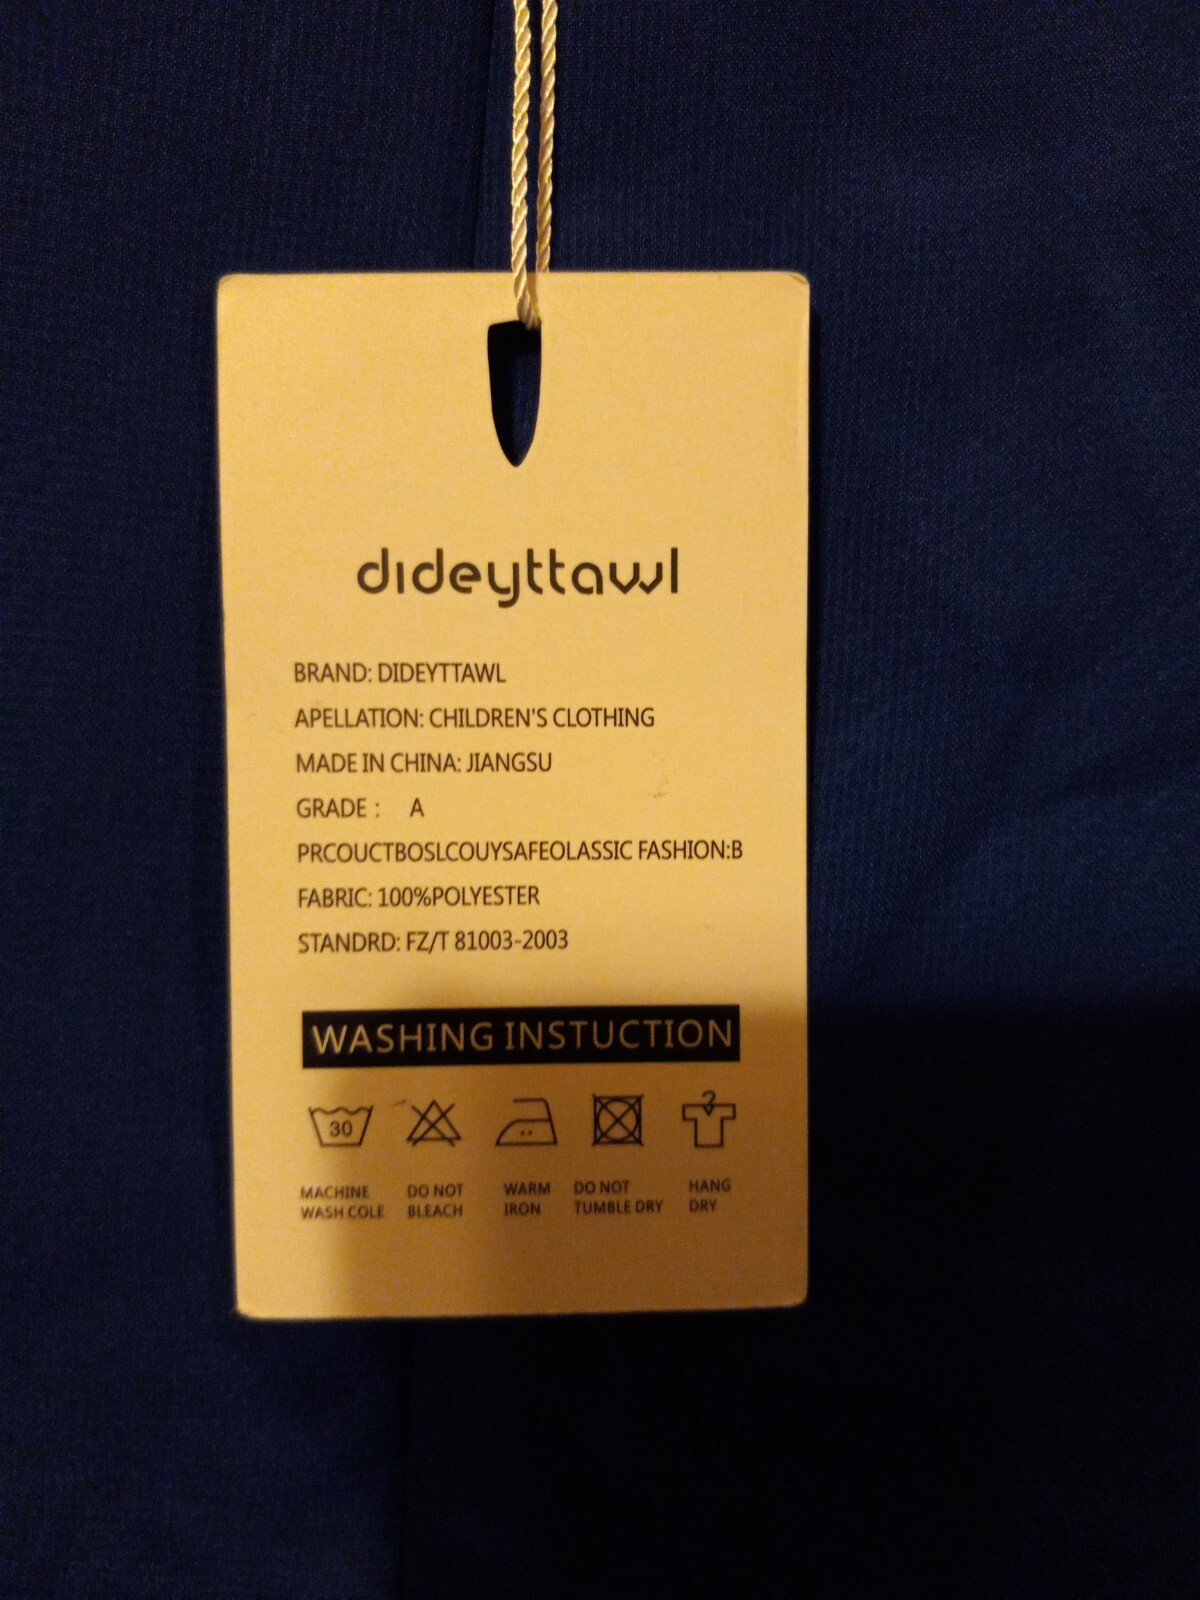 dideyttawl
BRAND: DIDEYTTAWL
APELLATION: CHILDREN'S CLOTHING
MADE IN CHINA: JIANGSU
GRADE : A
PRCOUCTBOSLCOUYSAFEOLASSIC FASHION:B
FABRIC: 100%POLYESTER
STANDRD: FZ/T 81003-2003
WASHING INSTUCTION
30
MACHINE WASH COLE
DO NOT BLEACH
WARM IRON
DO NOT TUMBLE DRY
HANG DRY